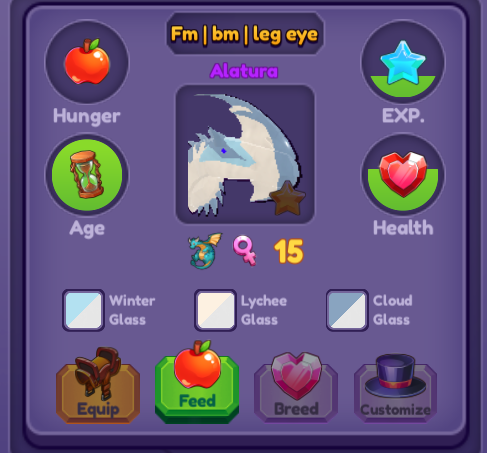 Fm | bm | leg eye
Alatura
Hunger
EXP.
Age
Health
15
Winter
Glass
Lychee
Glass
Cloud
Glass
Equip
Feed
Breed
Customize